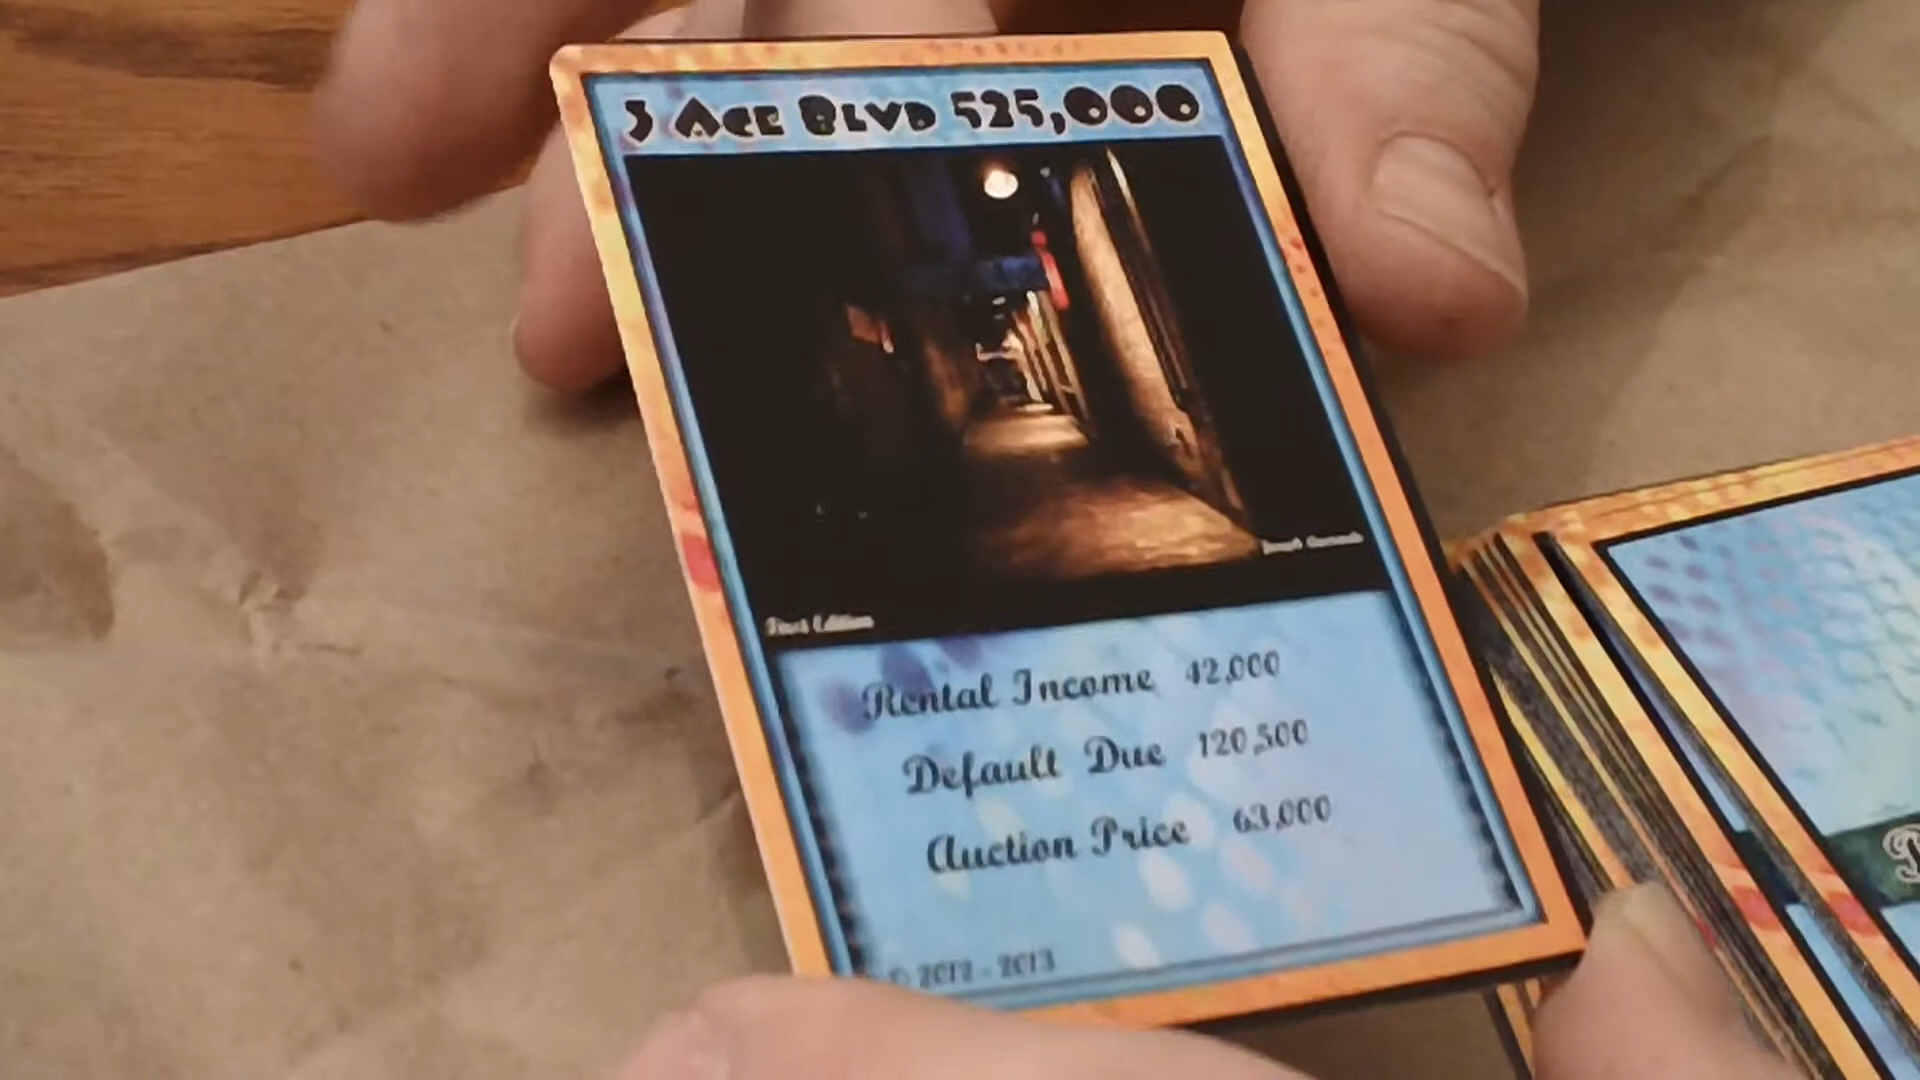 5 Ace Blvd 525,000
First Edition
Rental Income 42,000
Default Due 120,500
Auction Price 63,000
© 2012 - 2013